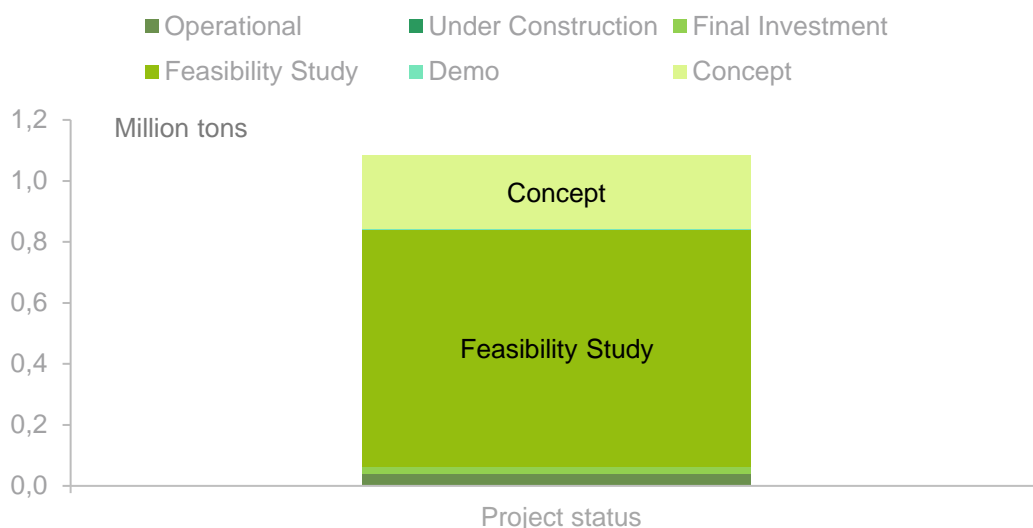 Operational Under Construction Final Investment
Feasibility Study Demo Concept
Million tons
1,2
1,0
0,8
0,6
0,4
0,2
0,0
Concept
Feasibility Study
Project status